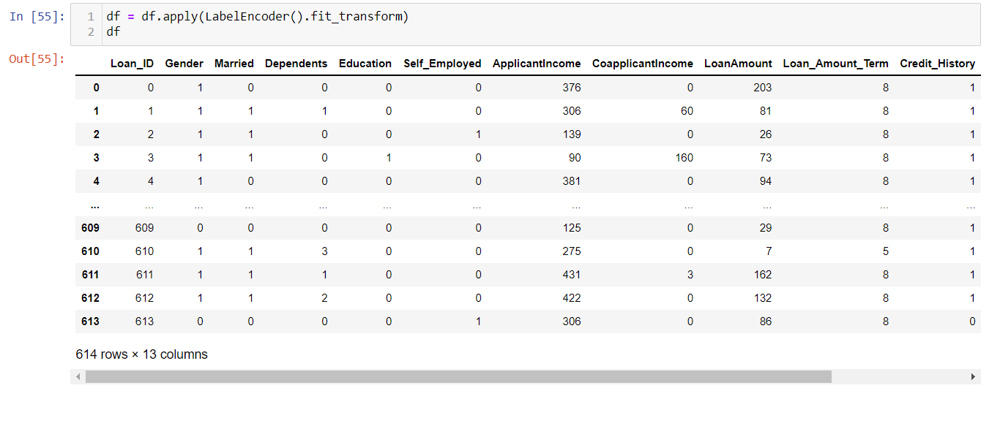 In [55]: 1 df = df.apply(LabelEncoder().fit_transform)
2 df
Out[55]:
Loan_ID Gender Married Dependents Education Self_Employed ApplicantIncome CoapplicantIncome LoanAmount Loan_Amount_Term Credit_History
0 0 1 0 0 0 0 376 0 203 8 1
1 1 1 1 1 0 0 306 60 81 8 1
2 2 1 1 0 0 1 139 0 26 8 1
3 3 1 1 0 1 0 90 160 73 8 1
4 4 1 0 0 0 0 381 0 94 8 1
... ... ... ... ... ... ... ... ... ... ... ...
609 609 0 0 0 0 0 125 0 29 8 1
610 610 1 1 3 0 0 275 0 7 5 1
611 611 1 1 1 0 0 431 3 162 8 1
612 612 1 1 2 0 0 422 0 132 8 1
613 613 0 0 0 0 1 306 0 86 8 0
614 rows × 13 columns